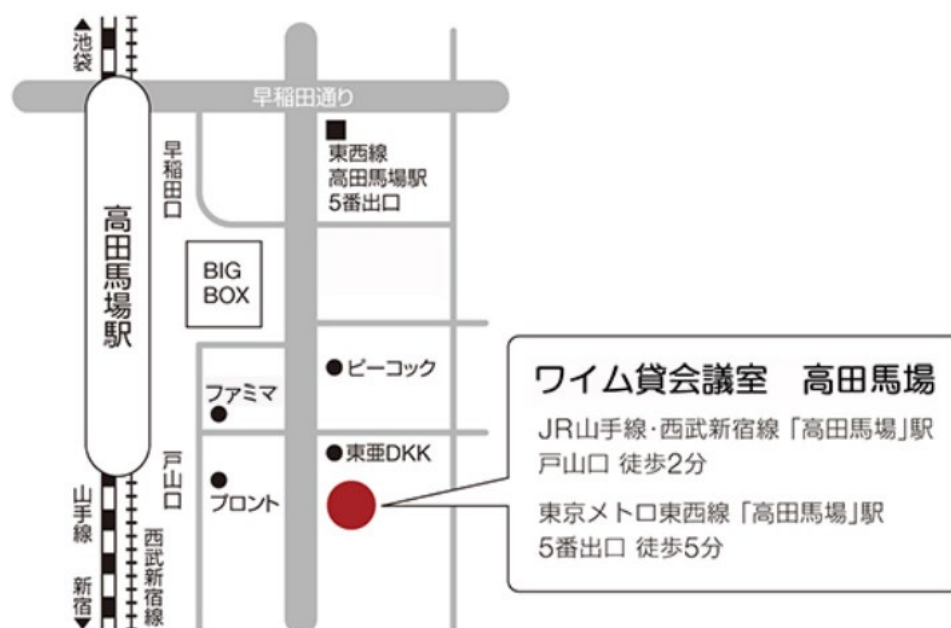 ▲池袋
早稲田通り
早稲田口
東西線
高田馬場駅
5番出口
高田馬場駅
BIG
BOX
ピーコック
ファミマ
東亜DKK
戸山口
プロント
山手線
新宿▼
西武新宿線
ワイム貸会議室　高田馬場
JR山手線・西武新宿線「高田馬場」駅
戸山口 徒歩2分
東京メトロ東西線「高田馬場」駅
5番出口 徒歩5分